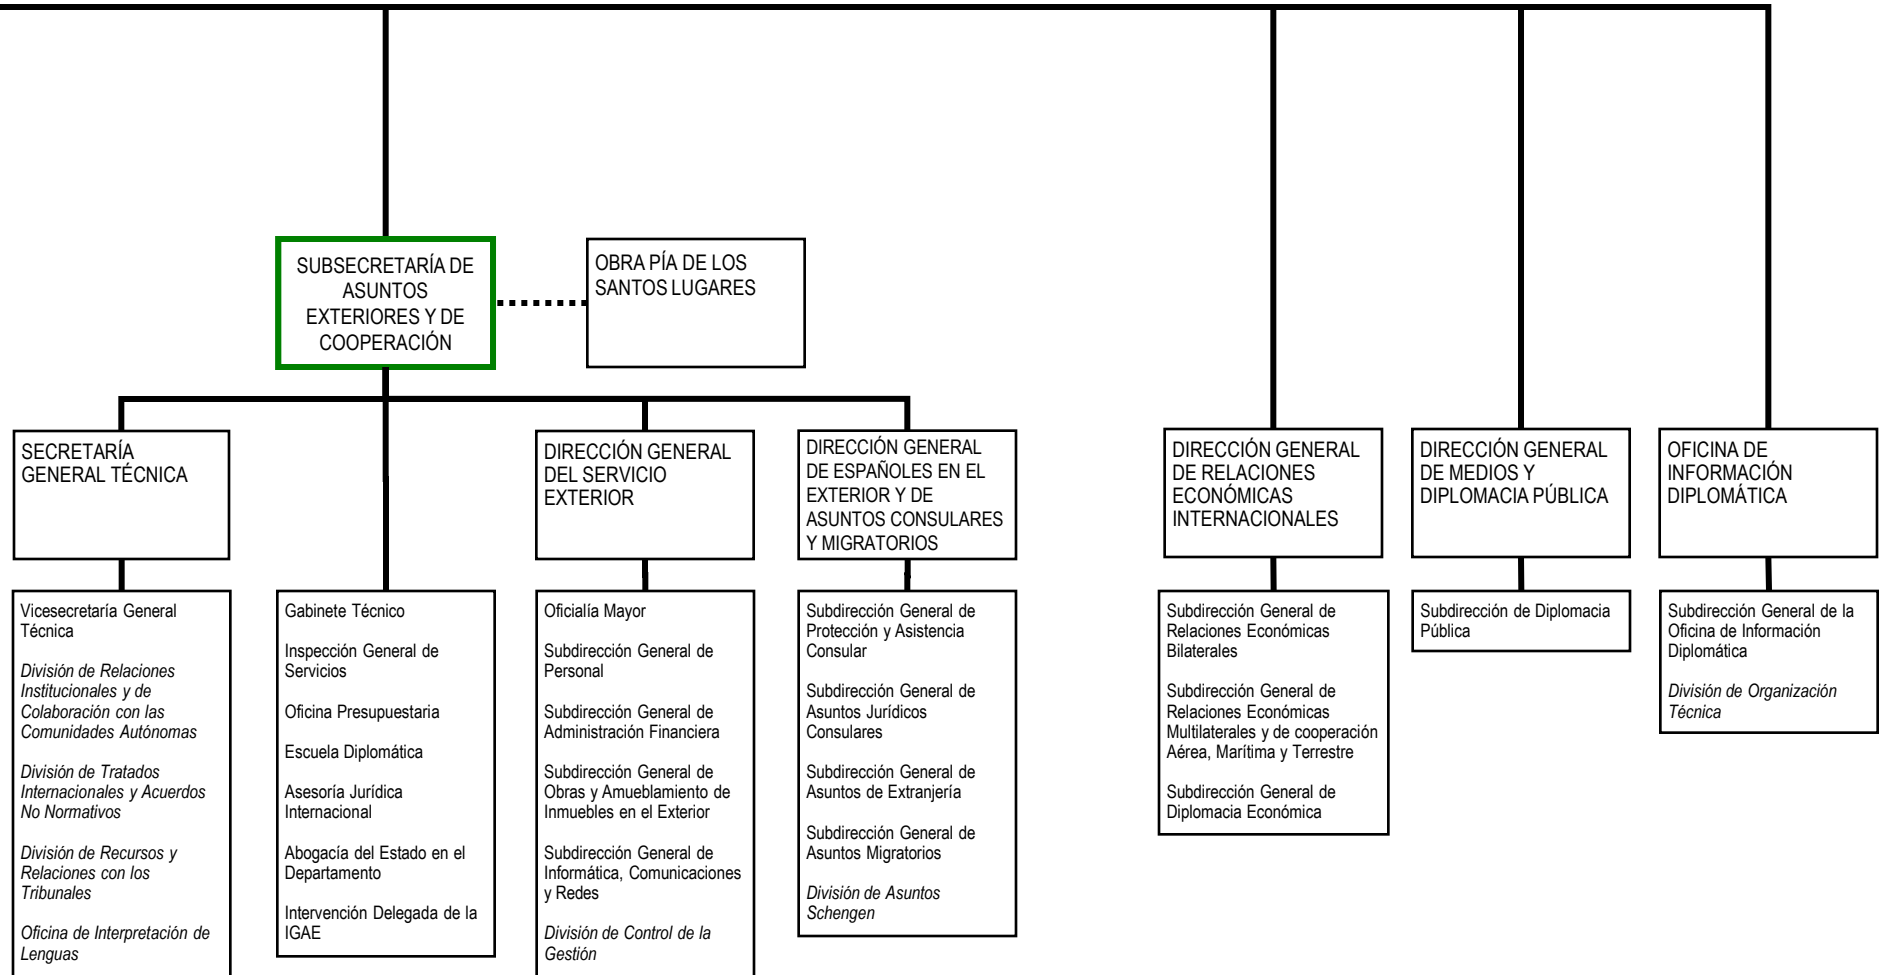 SUBSECRETARÍA DE
ASUNTOS
EXTERIORES Y DE
COOPERACIÓN
OBRA PÍA DE LOS
SANTOS LUGARES
SECRETARÍA
GENERAL TÉCNICA
DIRECCIÓN GENERAL
DEL SERVICIO
EXTERIOR
DIRECCIÓN GENERAL
DE ESPAÑOLES EN EL
EXTERIOR Y DE
ASUNTOS CONSULARES
Y MIGRATORIOS
DIRECCIÓN GENERAL
DE RELACIONES
ECONÓMICAS
INTERNACIONALES
DIRECCIÓN GENERAL
DE MEDIOS Y
DIPLOMACIA PÚBLICA
OFICINA DE
INFORMACIÓN
DIPLOMÁTICA
Vicesecretaría General
Técnica
División de Relaciones
Institucionales y de
Colaboración con las
Comunidades Autónomas
División de Tratados
Internacionales y Acuerdos
No Normativos
División de Recursos y
Relaciones con los
Tribunales
Oficina de Interpretación de
Lenguas
Gabinete Técnico
Inspección General de
Servicios
Oficina Presupuestaria
Escuela Diplomática
Asesoría Jurídica
Internacional
Abogacía del Estado en el
Departamento
Intervención Delegada de la
IGAE
Oficialía Mayor
Subdirección General de
Personal
Subdirección General de
Administración Financiera
Subdirección General de
Obras y Amueblamiento de
Inmuebles en el Exterior
Subdirección General de
Informática, Comunicaciones
y Redes
División de Control de la
Gestión
Subdirección General de
Protección y Asistencia
Consular
Subdirección General de
Asuntos Jurídicos
Consulares
Subdirección General de
Asuntos de Extranjería
Subdirección General de
Asuntos Migratorios
División de Asuntos
Schengen
Subdirección General de
Relaciones Económicas
Bilaterales
Subdirección General de
Relaciones Económicas
Multilaterales y de cooperación
Aérea, Marítima y Terrestre
Subdirección General de
Diplomacia Económica
Subdirección de Diplomacia
Pública
Subdirección General de la
Oficina de Información
Diplomática
División de Organización
Técnica